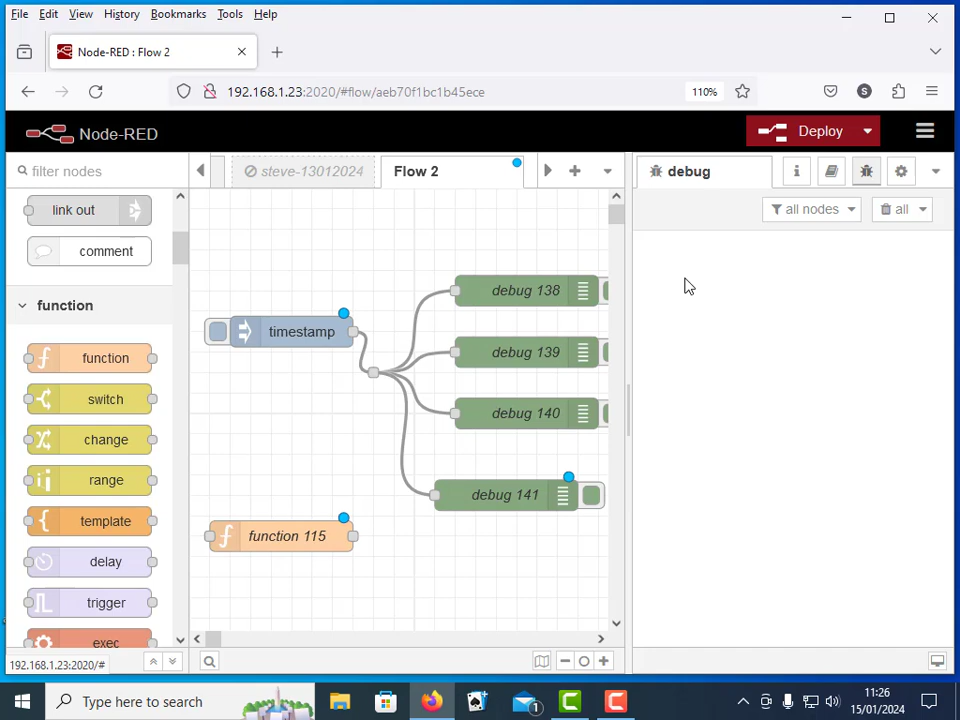 File Edit View History Bookmarks Tools Help
Node-RED : Flow 2
192.168.1.23:2020/#flow/aeb70f1bc1b45ece 110% S
Node-RED Deploy
filter nodes steve-13012024 Flow 2 debug
all nodes all
link out
comment
function
function
switch
change
range
template
delay
trigger
exec
timestamp
debug 138
debug 139
debug 140
debug 141
function 115
192.168.1.23:2020/#
Type here to search
1
11:26
15/01/2024